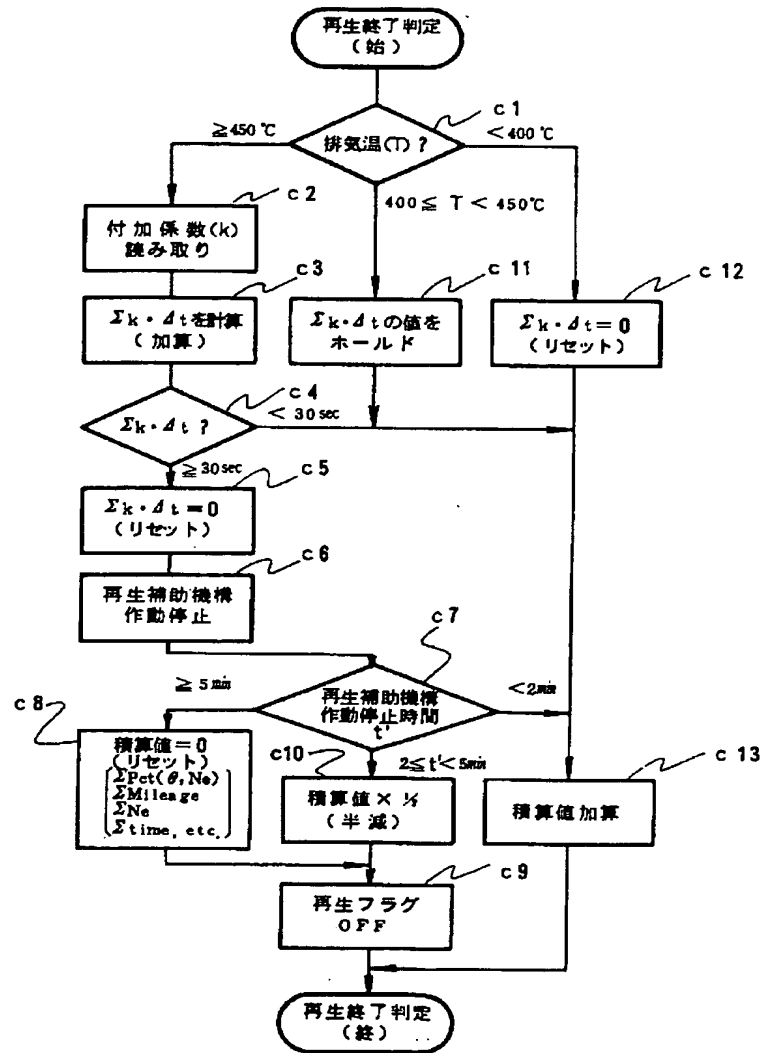 再生終了判定
(始)
c1
≧450℃
排気温(T)?
<400℃
400≦T<450℃
c2
付加係数(k)
読み取り
c3
Σk・Δtを計算
(加算)
c11
Σk・Δtの値を
ホールド
c12
Σk・Δt=0
(リセット)
c4
Σk・Δt?
<30sec
≧30sec
c5
Σk・Δt=0
(リセット)
c6
再生補助機構
作動停止
c7
≧5min
再生補助機構
作動停止時間
t'
<2min
c8
積算値=0
(リセット)
ΣPct(θ,Ne)
ΣMileage
ΣNe
Σtime, etc.
2≦t'<5min
c10
積算値×½
(半減)
c13
積算値加算
c9
再生フラグ
OFF
再生終了判定
(終)